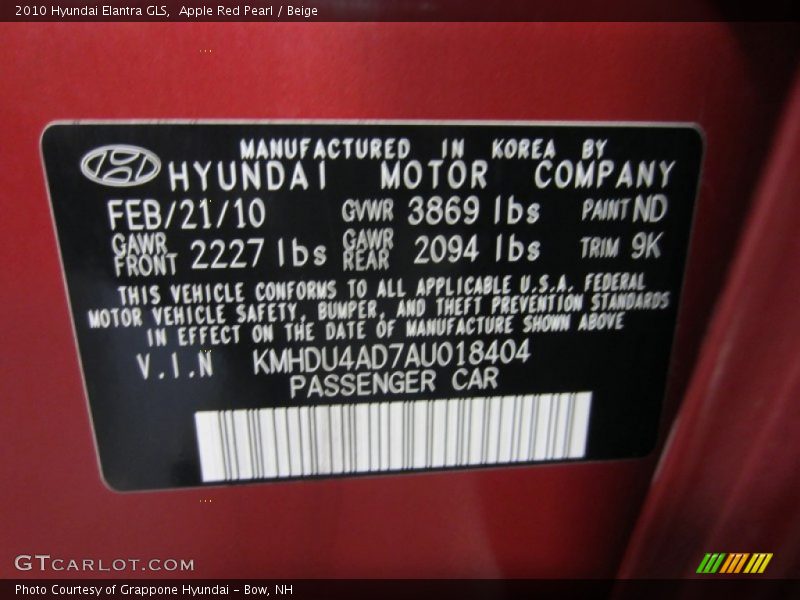 2010 Hyundai Elantra GLS,  Apple Red Pearl / Beige
MANUFACTURED IN KOREA BY
HYUNDAI MOTOR COMPANY
FEB/21/10 GVWR 3869 lbs PAINT ND
GAWR FRONT 2227 lbs GAWR REAR 2094 lbs TRIM 9K
THIS VEHICLE CONFORMS TO ALL APPLICABLE U.S.A. FEDERAL
MOTOR VEHICLE SAFETY, BUMPER, AND THEFT PREVENTION STANDARDS
IN EFFECT ON THE DATE OF MANUFACTURE SHOWN ABOVE
V.I.N KMHDU4AD7AU018404
PASSENGER CAR
GTCARLOT.COM
Photo Courtesy of Grappone Hyundai - Bow, NH